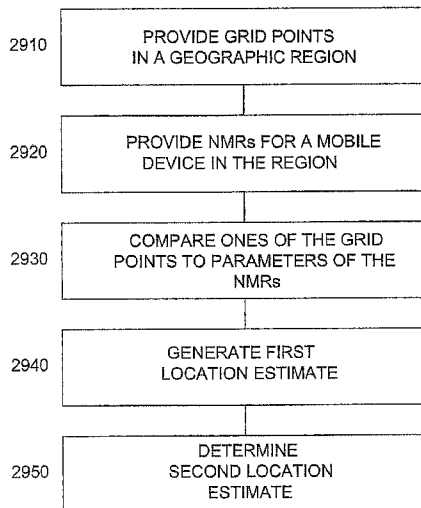 2910
PROVIDE GRID POINTS
IN A GEOGRAPHIC REGION
2920
PROVIDE NMRs FOR A MOBILE
DEVICE IN THE REGION
2930
COMPARE ONES OF THE GRID
POINTS TO PARAMETERS OF THE
NMRs
2940
GENERATE FIRST
LOCATION ESTIMATE
2950
DETERMINE
SECOND LOCATION
ESTIMATE